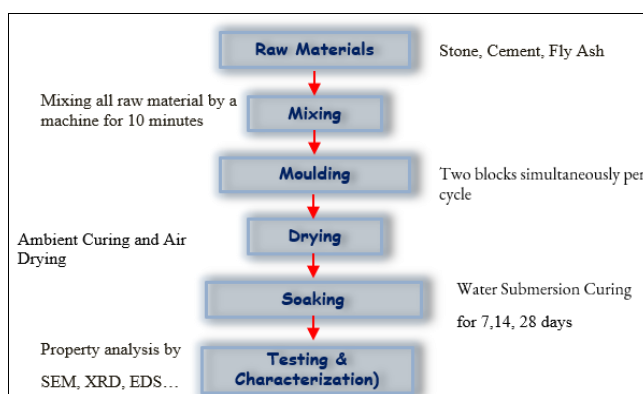 Raw Materials
Stone, Cement, Fly Ash
Mixing all raw material by a
machine for 10 minutes
Mixing
Moulding
Two blocks simultaneously per
cycle
Drying
Ambient Curing and Air
Drying
Soaking
Water Submersion Curing
for 7,14, 28 days
Property analysis by
SEM, XRD, EDS…
Testing &
Characterization)